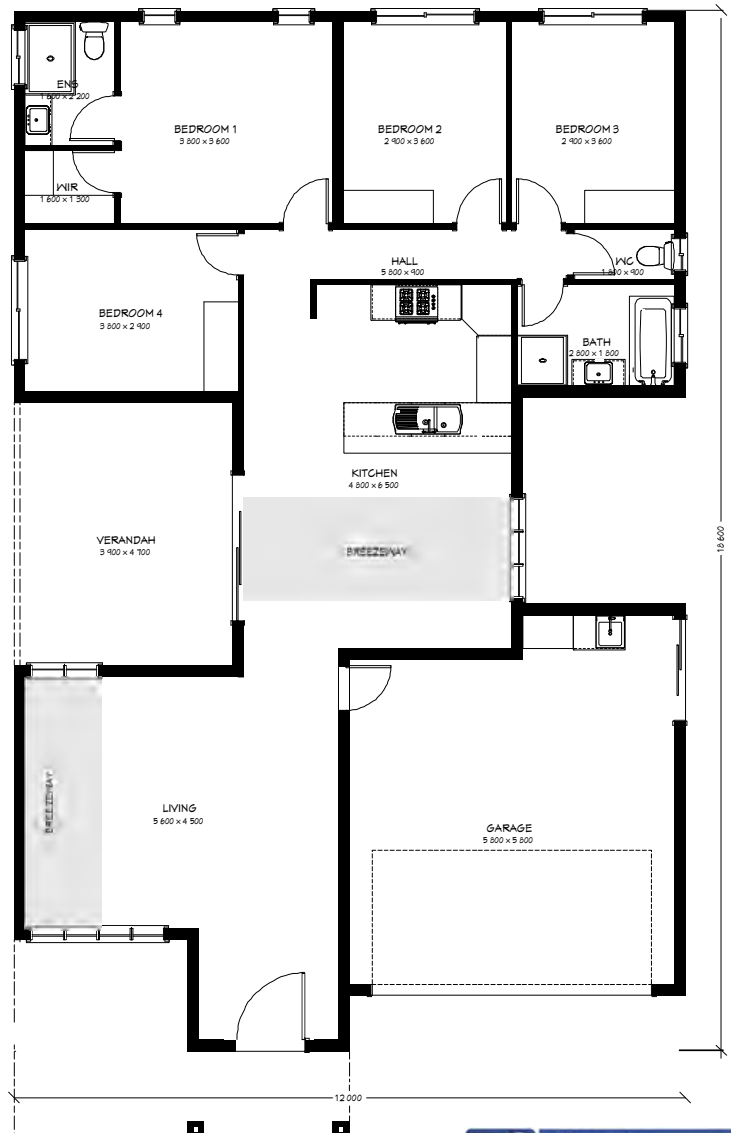 ENS
1 800 x 2 200
BEDROOM 1
3 800 x 3 600
BEDROOM 2
2 900 x 3 600
BEDROOM 3
2 900 x 3 600
WIR
1 600 x 1 300
HALL
5 800 x 900
WC
1 800 x 900
BEDROOM 4
3 800 x 2 900
BATH
2 800 x 1 800
KITCHEN
4 800 x 6 500
VERANDAH
3 900 x 4 700
BREEZEWAY
18 600
BREEZEWAY
LIVING
5 600 x 4 500
GARAGE
5 800 x 5 800
12 000